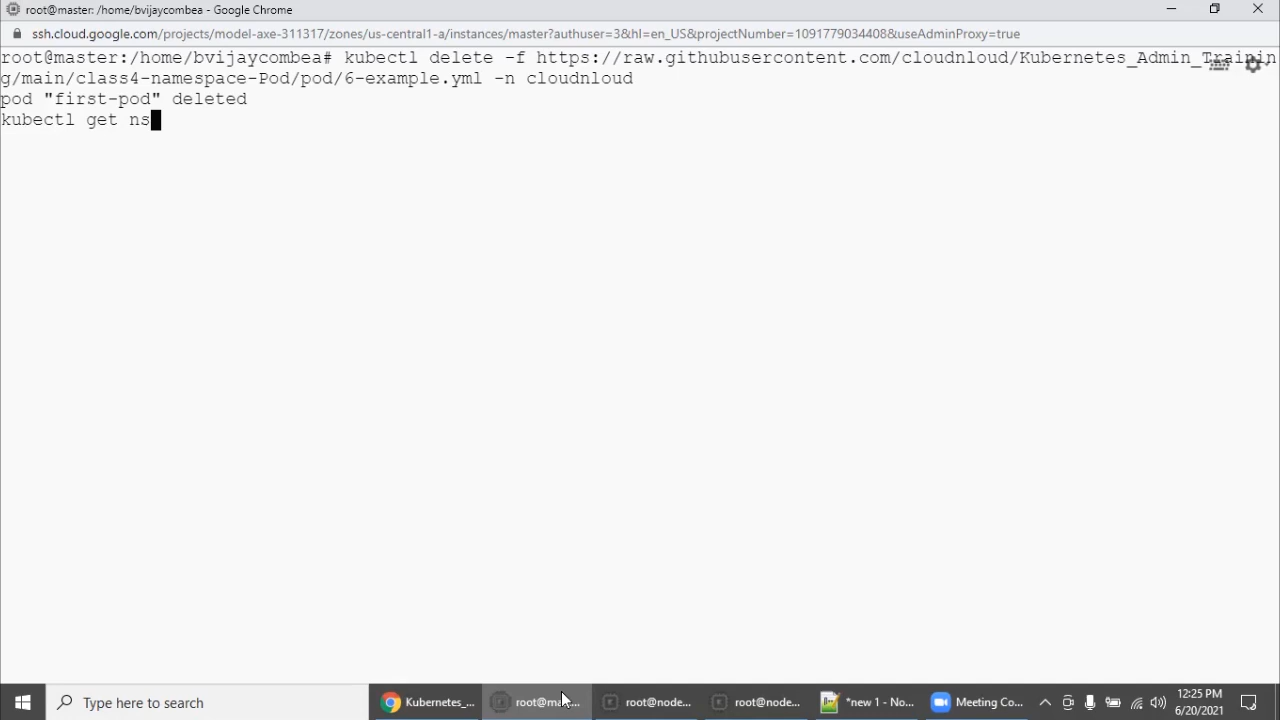 root@master: /home/bvijaycombea - Google Chrome
ssh.cloud.google.com/projects/model-axe-311317/zones/us-central1-a/instances/master?authuser=3&hl=en_US&projectNumber=1091779034408&useAdminProxy=true
root@master:/home/bvijaycombea# kubectl delete -f https://raw.githubusercontent.com/cloudnloud/Kubernetes_Admin_Trainin
g/main/class4-namespace-Pod/pod/6-example.yml -n cloudnloud
pod "first-pod" deleted
kubectl get ns
Type here to search
Kubernetes_...
root@ma...
root@node...
root@node...
*new 1 - No...
Meeting Co...
12:25 PM
6/20/2021